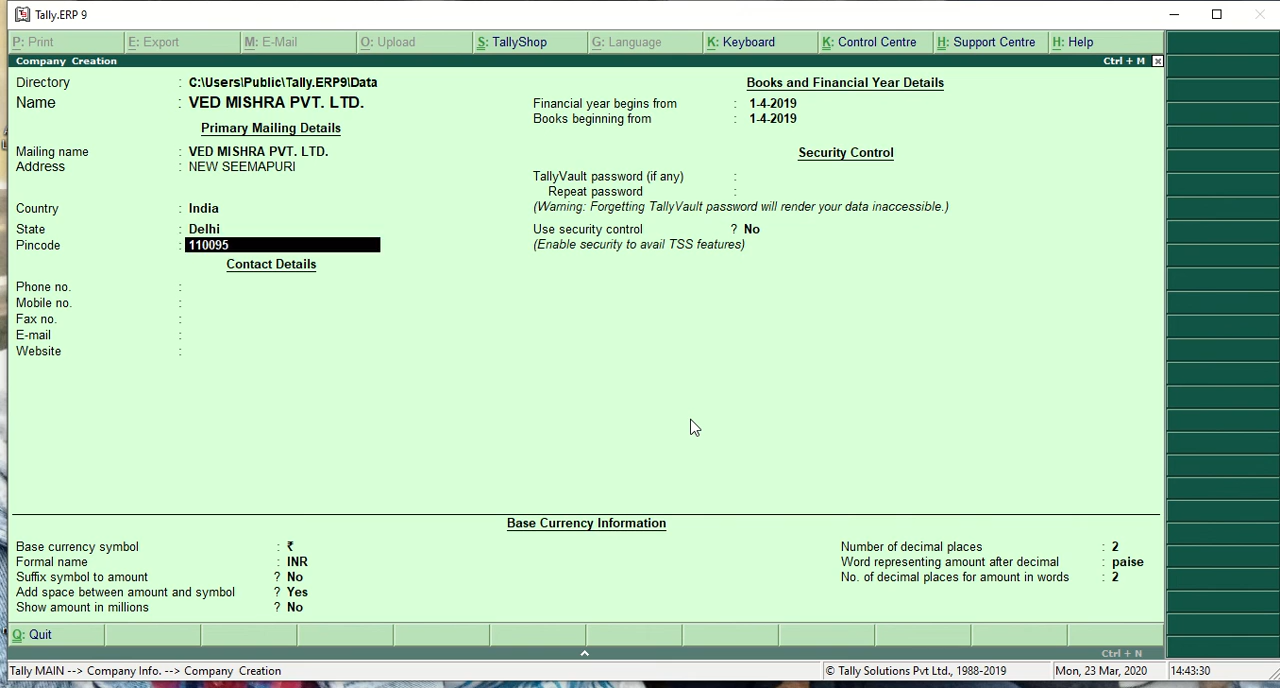 Tally.ERP 9
P: Print E: Export M: E-Mail O: Upload S: TallyShop G: Language K: Keyboard K: Control Centre H: Support Centre H: Help
Company Creation Ctrl + M
Directory : C:\Users\Public\Tally.ERP9\Data
Name : VED MISHRA PVT. LTD.
Primary Mailing Details
Mailing name : VED MISHRA PVT. LTD.
Address : NEW SEEMAPURI
Country : India
State : Delhi
Pincode : 110095
Contact Details
Phone no. :
Mobile no. :
Fax no. :
E-mail :
Website :
Books and Financial Year Details
Financial year begins from : 1-4-2019
Books beginning from : 1-4-2019
Security Control
TallyVault password (if any) :
Repeat password :
(Warning: Forgetting TallyVault password will render your data inaccessible.)
Use security control ? No
(Enable security to avail TSS features)
Base Currency Information
Base currency symbol : ₹
Formal name : INR
Suffix symbol to amount ? No
Add space between amount and symbol ? Yes
Show amount in millions ? No
Number of decimal places : 2
Word representing amount after decimal : paise
No. of decimal places for amount in words : 2
Q: Quit
Ctrl + N
Tally MAIN --> Company Info. --> Company Creation © Tally Solutions Pvt Ltd., 1988-2019 Mon, 23 Mar, 2020 14:43:30